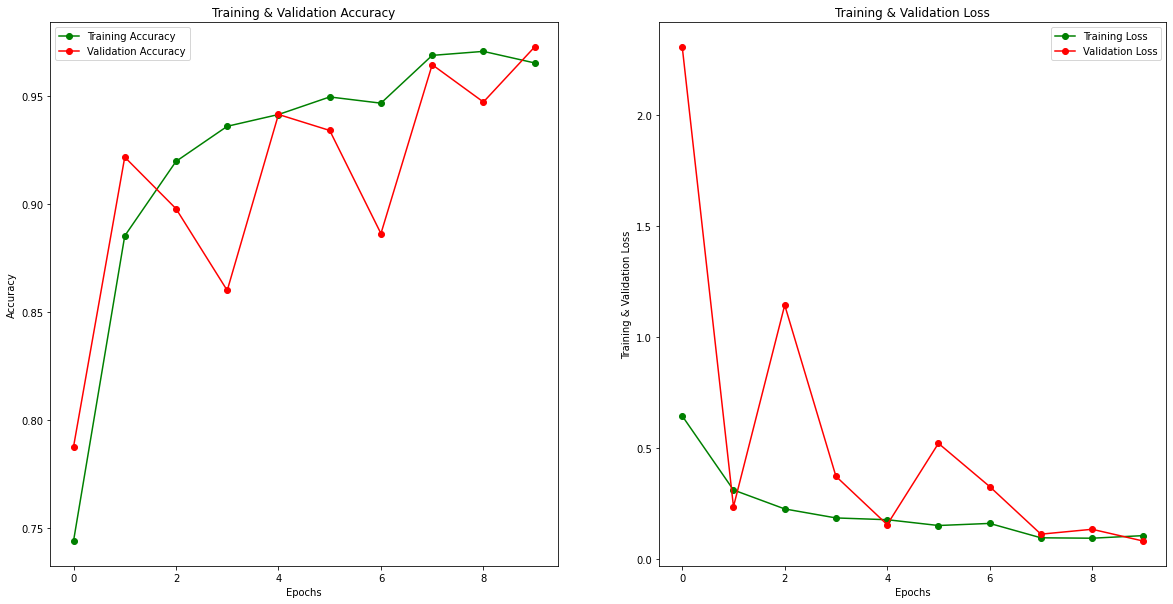 Training & Validation Accuracy
Training Accuracy
Validation Accuracy
Accuracy
0.95
0.90
0.85
0.80
0.75
0 2 4 6 8
Epochs
Training & Validation Loss
Training Loss
Validation Loss
Training & Validation Loss
2.0
1.5
1.0
0.5
0.0
0 2 4 6 8
Epochs